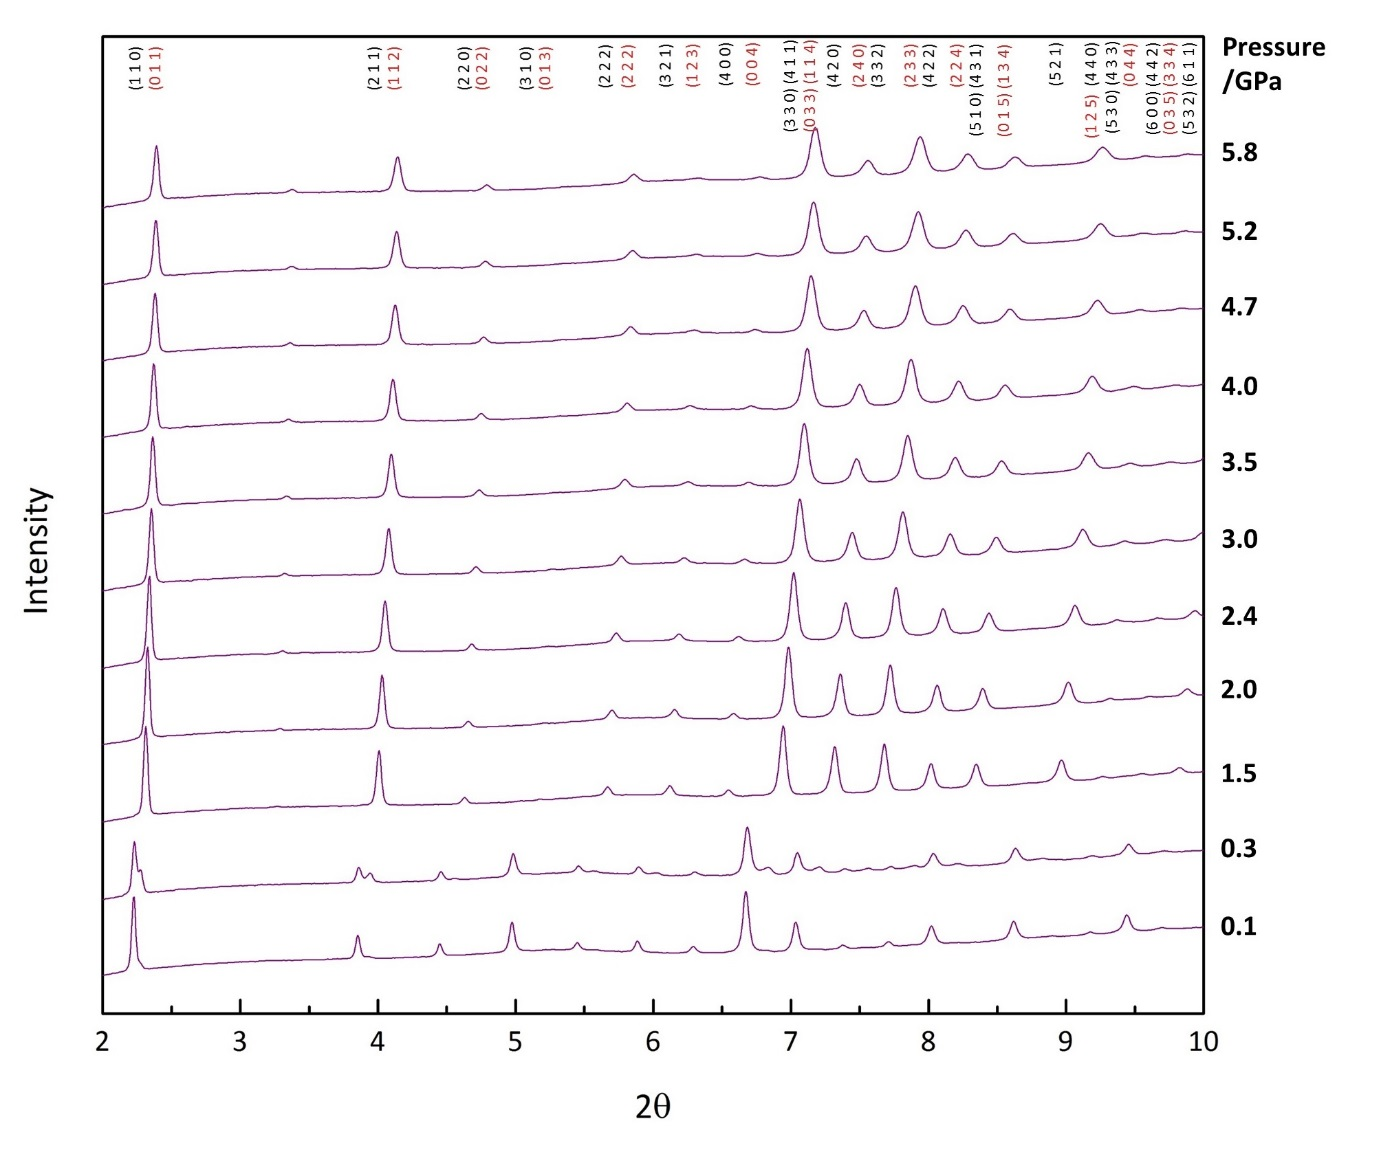 (1 1 0)
(0 1 1)
(2 1 1)
(1 1 2)
(2 2 0)
(0 2 2)
(3 1 0)
(0 1 3)
(2 2 2)
(2 2 2)
(3 2 1)
(1 2 3)
(4 0 0)
(0 0 4)
(3 3 0) (4 1 1)
(0 3 3) (1 1 4)
(4 2 0)
(2 4 0)
(3 3 2)
(2 3 3)
(4 2 2)
(2 2 4)
(5 1 0) (4 3 1)
(0 1 5) (1 3 4)
(5 2 1)
(1 2 5) (4 4 0)
(5 3 0) (4 3 3)
(0 4 4)
(6 0 0) (4 4 2)
(0 3 5) (3 3 4)
(5 3 2) (6 1 1)
Pressure
/GPa
5.8
5.2
4.7
4.0
3.5
3.0
2.4
2.0
1.5
0.3
0.1
Intensity
2 3 4 5 6 7 8 9 10
2θ